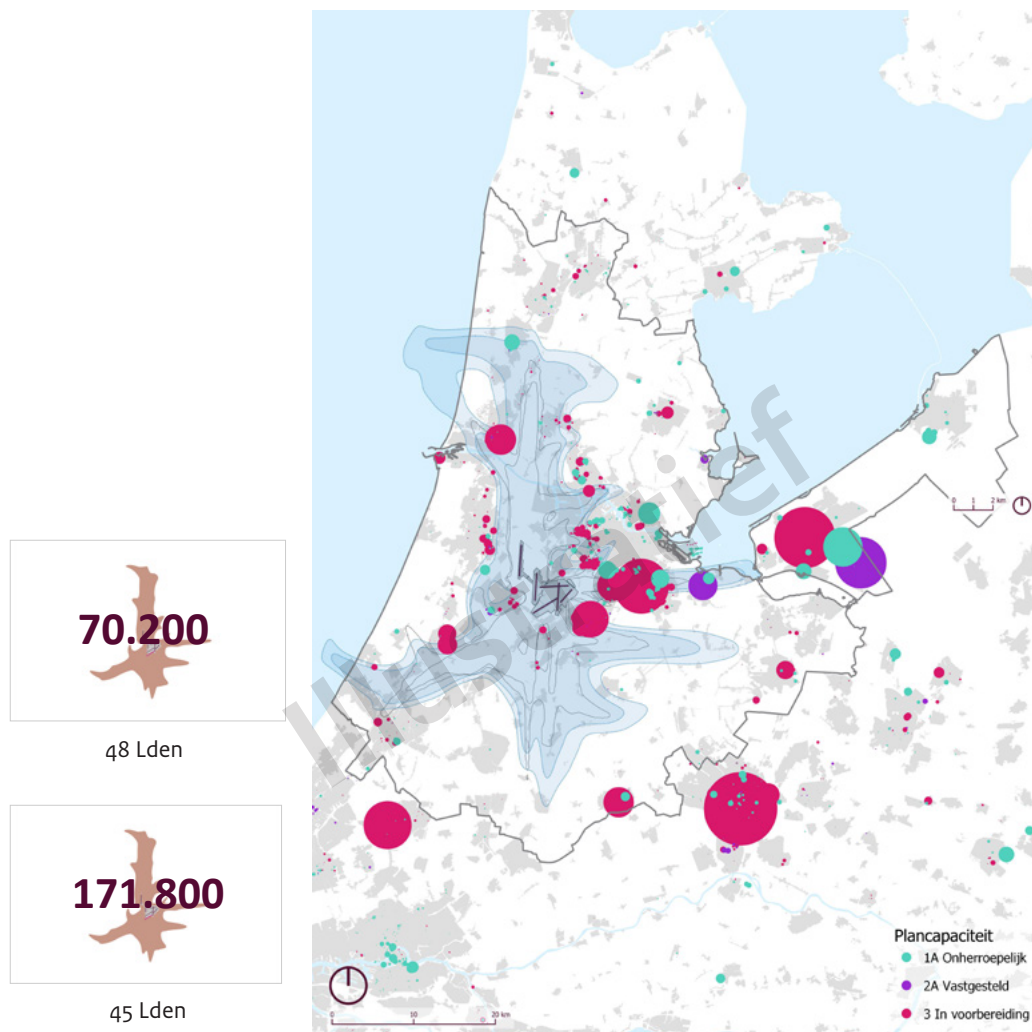 70.200
48 Lden
171.800
45 Lden
Illustratief
0 1 2 km
Plancapaciteit
1A Onherroepelijk
2A Vastgesteld
3 In voorbereiding
0 10 20 km